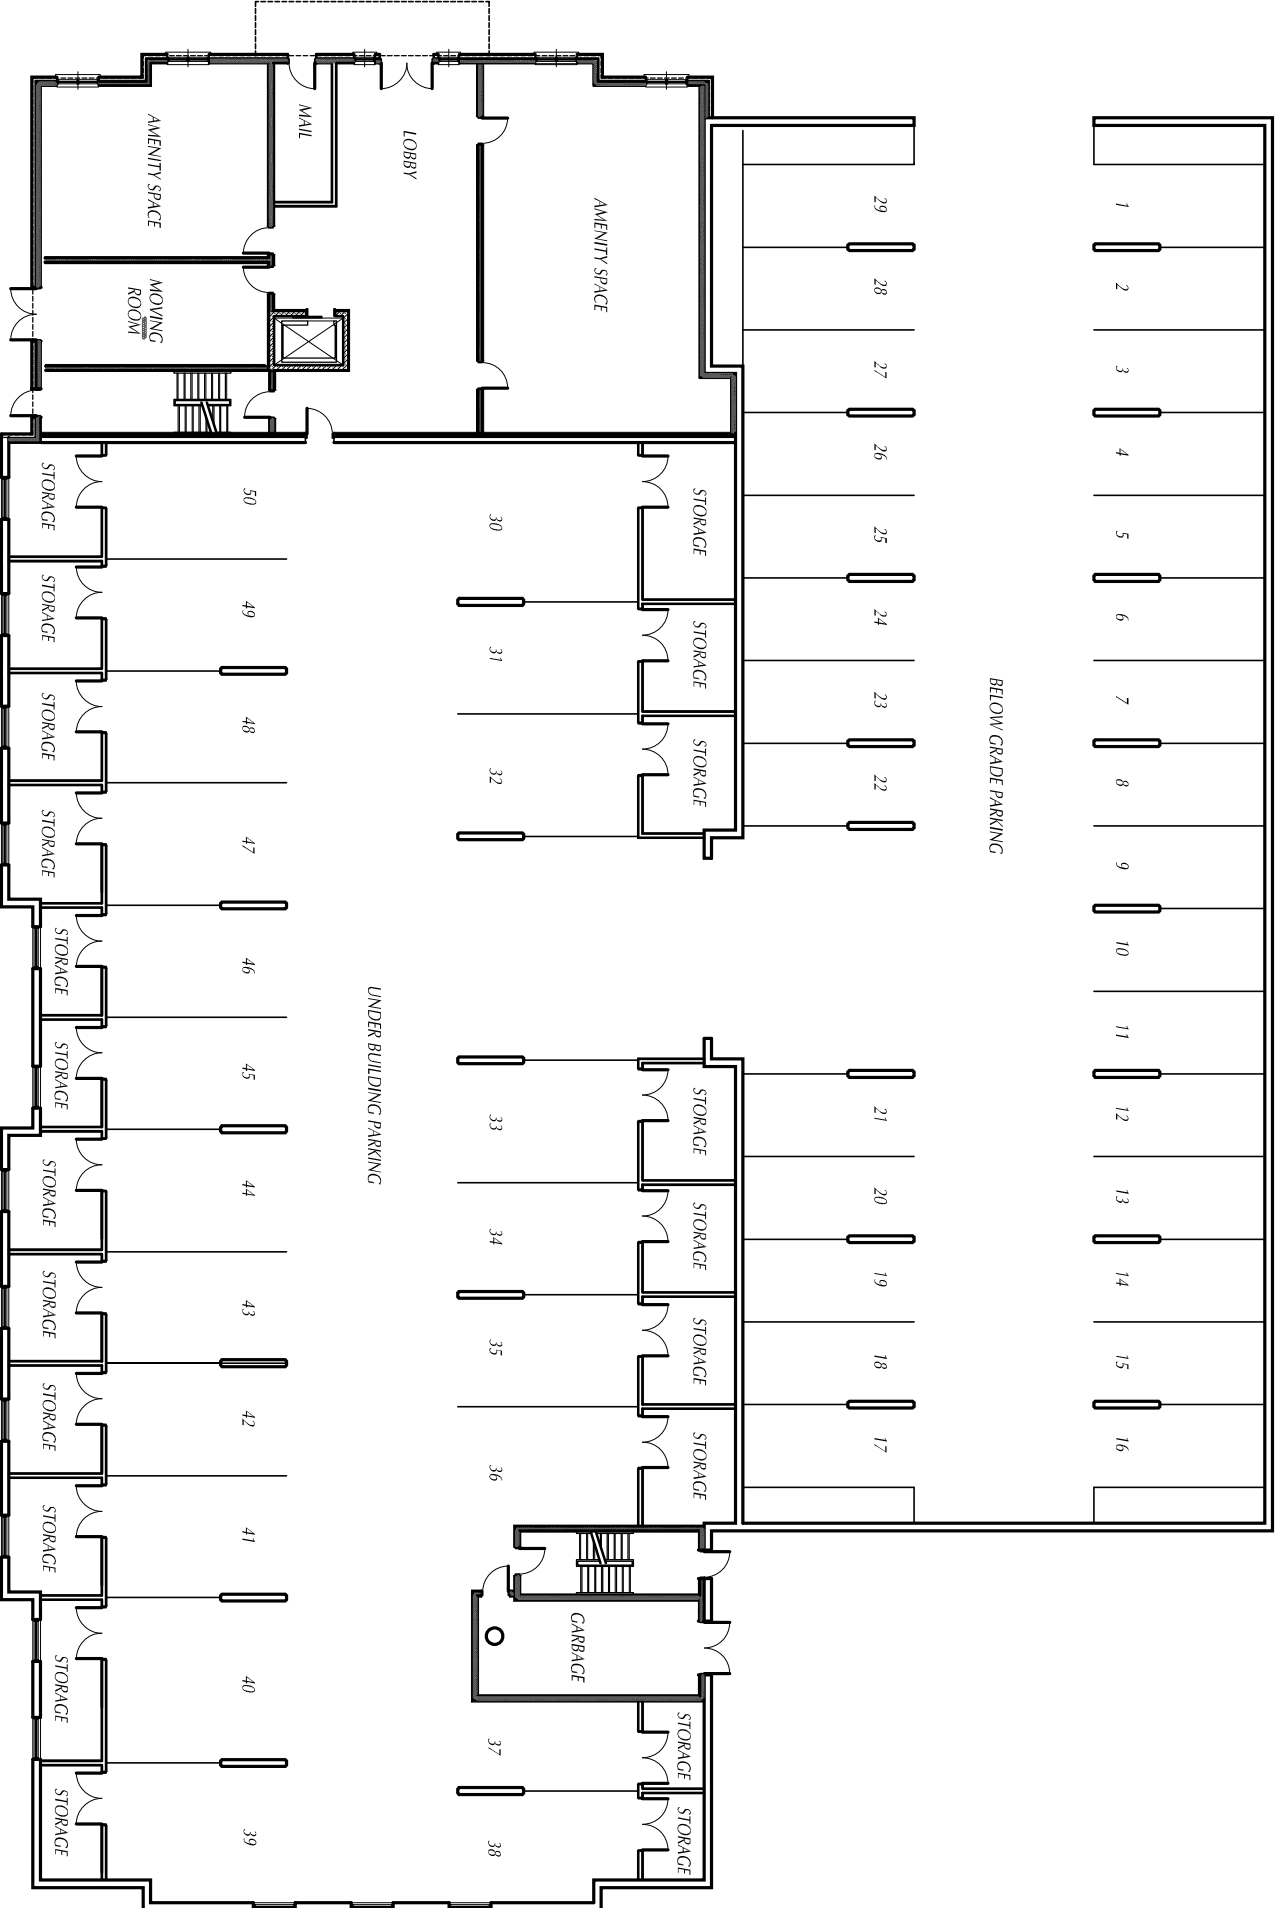 AMENITY SPACE
MAIL
LOBBY
AMENITY SPACE
MOVING
ROOM
1
2
3
4
5
6
7
8
9
10
11
12
13
14
15
16
29
28
27
26
25
24
23
22
21
20
19
18
17
BELOW GRADE PARKING
STORAGE
STORAGE
STORAGE
STORAGE
STORAGE
STORAGE
STORAGE
GARBAGE
STORAGE
STORAGE
30
31
32
33
34
35
36
37
38
UNDER BUILDING PARKING
50
49
48
47
46
45
44
43
42
41
40
39
STORAGE
STORAGE
STORAGE
STORAGE
STORAGE
STORAGE
STORAGE
STORAGE
STORAGE
STORAGE
STORAGE
STORAGE